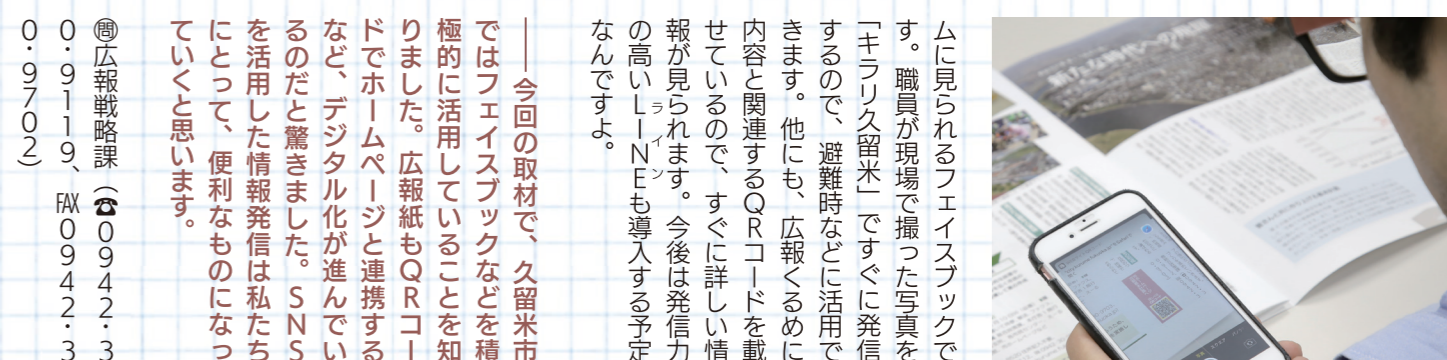 ムに見られるフェイスブックで
す。職員が現場で撮った写真を
「キラリ久留米」ですぐに発信
するので、避難時などに活用で
きます。他にも、広報くるめに
内容と関連するQRコードを載
せているので、すぐに詳しい情
報が見られます。今後は発信力
の高いLINEも導入する予定
ライン
なんですよ。
――今回の取材で、久留米市
ではフェイスブックなどを積
極的に活用していることを知
りました。広報紙もQRコー
ドでホームページと連携する
など、デジタル化が進んでい
るのだと驚きました。SNS
を活用した情報発信は私たち
にとって、便利なものになっ
ていくと思います。
㉄広報戦略課（☎0942・3
0・9119、FAX0942・3
0・9702）
新たな時代への